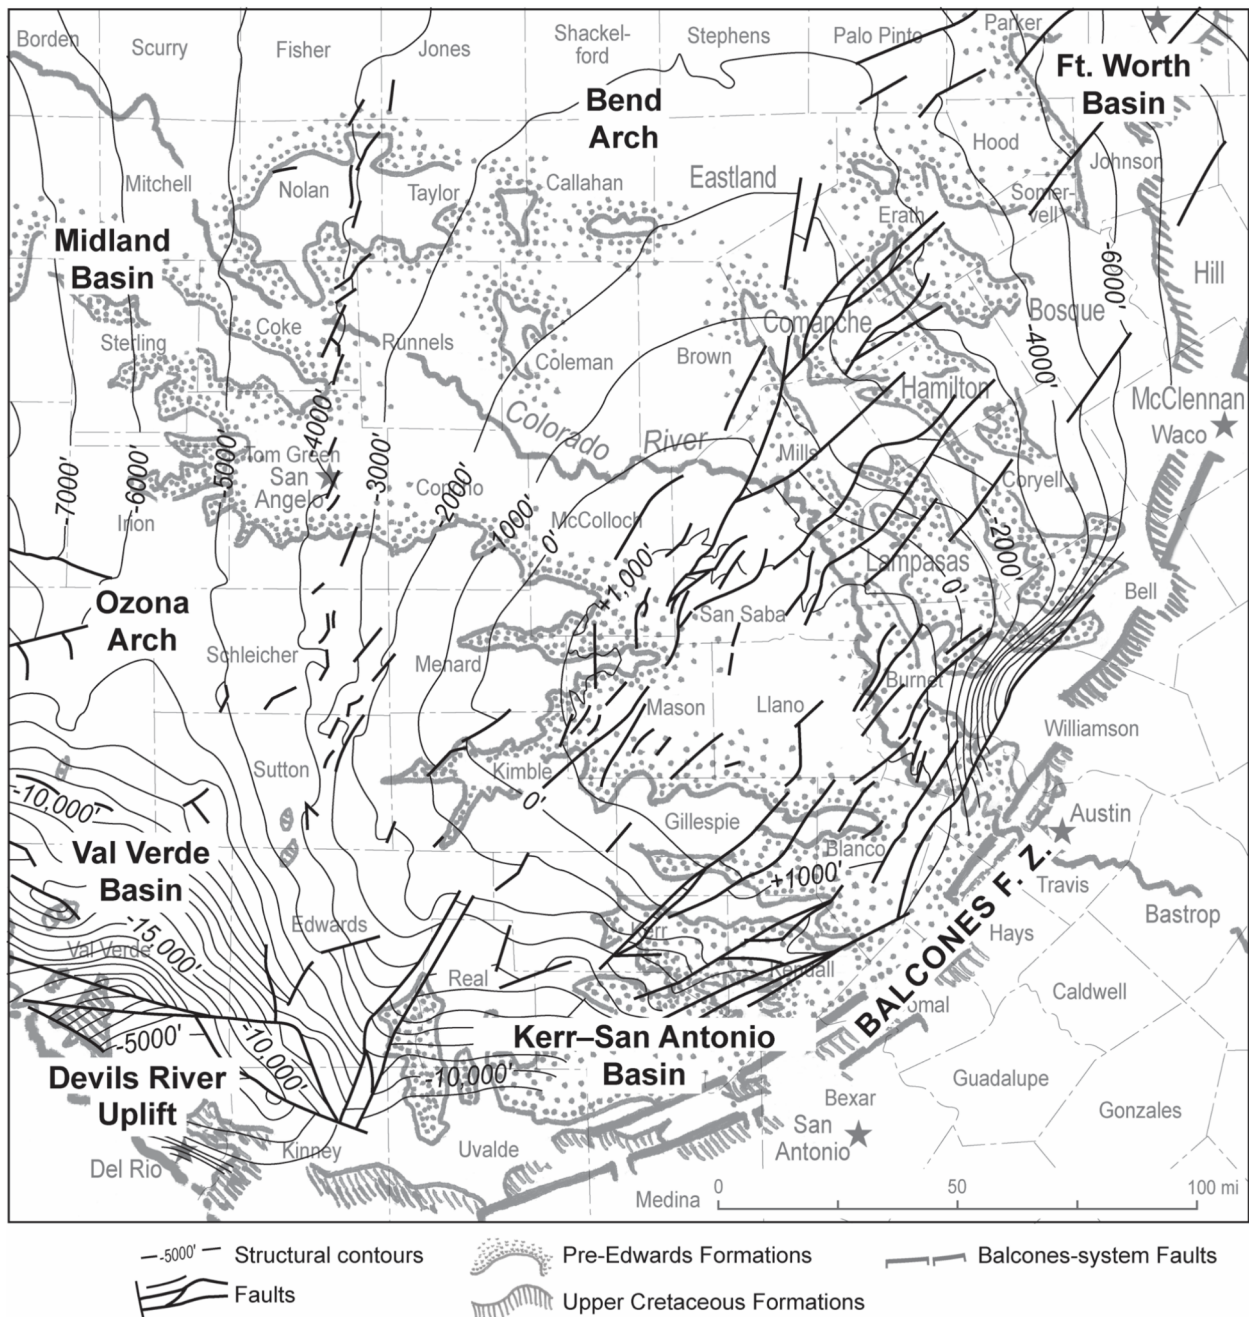 Borden
Scurry
Fisher
Jones
Shackel-
ford
Stephens
Palo Pinto
Parker
Ft. Worth
Basin
Bend
Arch
Hood
Johnson
Mitchell
Nolan
Taylor
Callahan
Eastland
Somer-
vell
Erath
Midland
Basin
-6000'
Hill
Bosque
Coke
Comanche
Sterling
Runnels
Coleman
Brown
-4000'
Hamilton
McClennan
Waco
Colorado River
-7000'
-6000'
-5000'
-4000'
-3000'
-2000'
-1000'
0'
Tom Green
San
Angelo
Mills
Coryell
Concho
Irion
McColloch
-2000'
Lampasas
+1,000'
0'
Bell
Ozona
Arch
San Saba
Schleicher
Menard
Burnet
Mason
Llano
Williamson
Sutton
Kimble
0'
-10,000'
Gillespie
Austin
Val Verde
Basin
Blanco
+1000'
Travis
-15,000'
Bastrop
Edwards
Kerr
Hays
Val Verde
Real
Kendall
BALCONES F. Z.
Caldwell
omal
-5000'
-10,000'
Kerr–San Antonio
Basin
-10,000'
Devils River
Uplift
Guadalupe
Bexar
Gonzales
San
Antonio
Del Rio
Kinney
Uvalde
Medina
0
50
100 mi
-5000'
Structural contours
Pre-Edwards Formations
Balcones-system Faults
Faults
Upper Cretaceous Formations